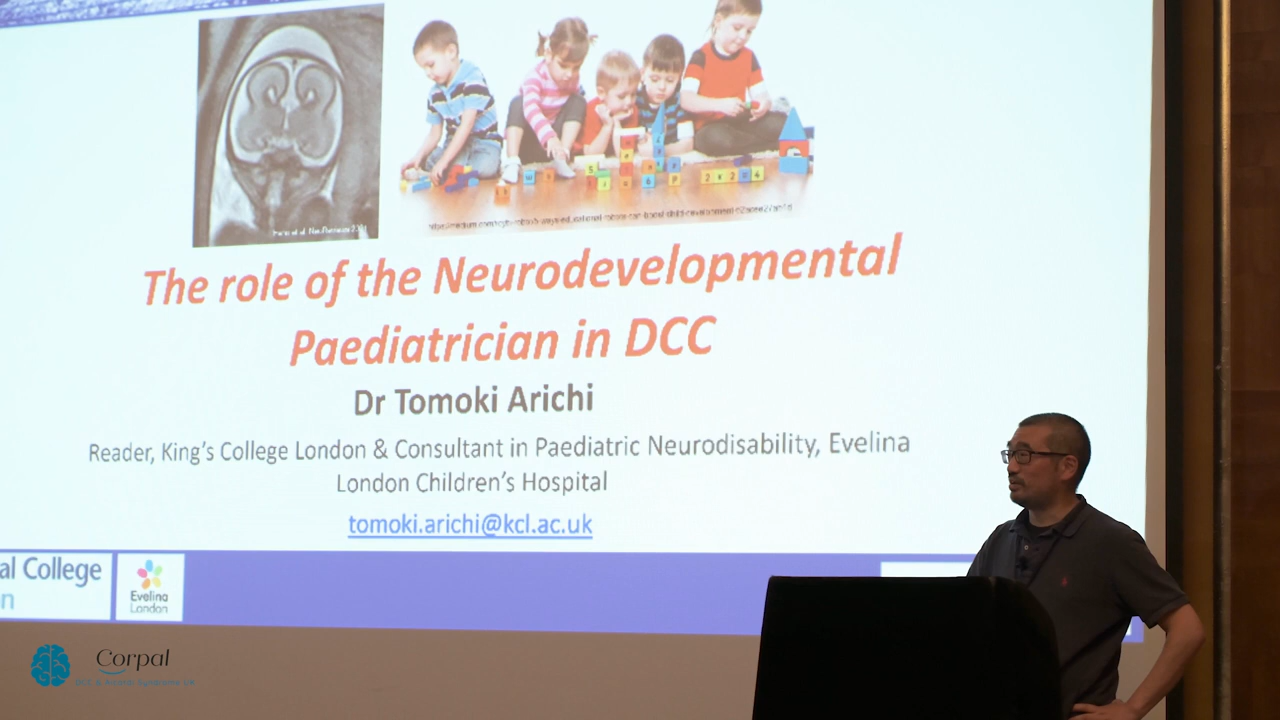 The role of the Neurodevelopmental
Paediatrician in DCC
Dr Tomoki Arichi
Reader, King's College London & Consultant in Paediatric Neurodisability, Evelina
London Children's Hospital
tomoki.arichi@kcl.ac.uk
al College
n
Evelina
London
Corpal